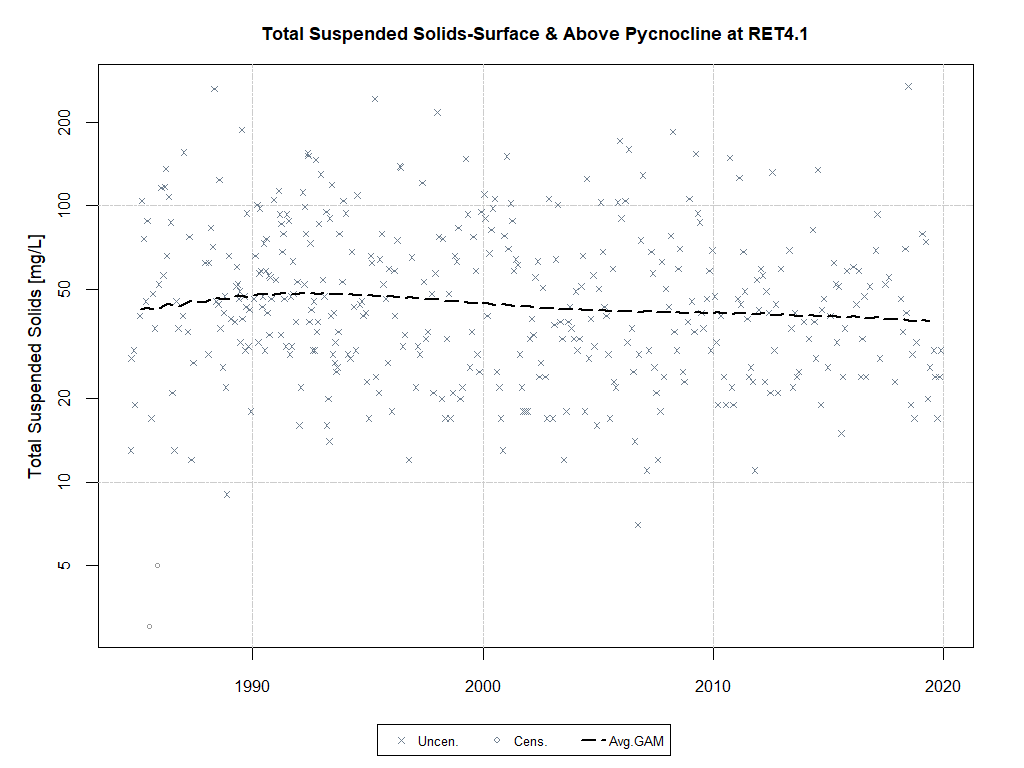 Total Suspended Solids-Surface & Above Pycnocline at RET4.1
Total Suspended Solids [mg/L]
200
100
50
20
10
5
1990 2000 2010 2020
Uncen. Cens. Avg.GAM